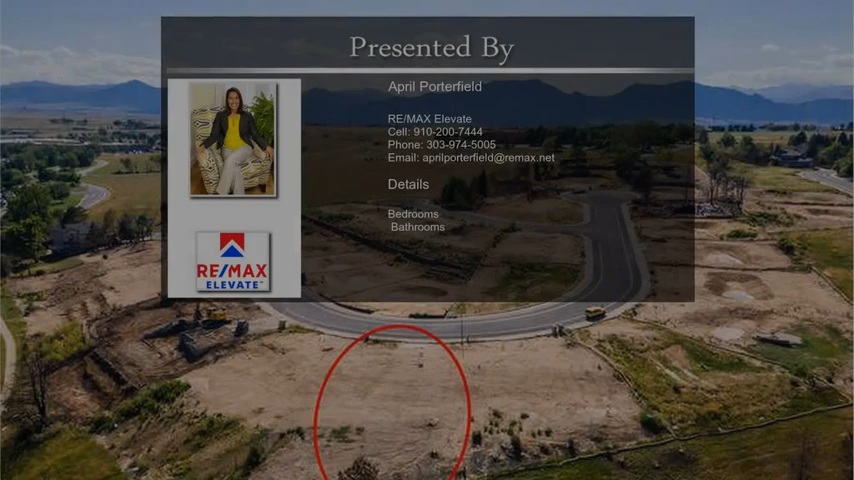 Presented By
April Porterfield
RE/MAX Elevate
Cell: 910-200-7444
Phone: 303-974-5005
Email: aprilporterfield@remax.net
Details
Bedrooms
Bathrooms
RE/MAX
ELEVATE